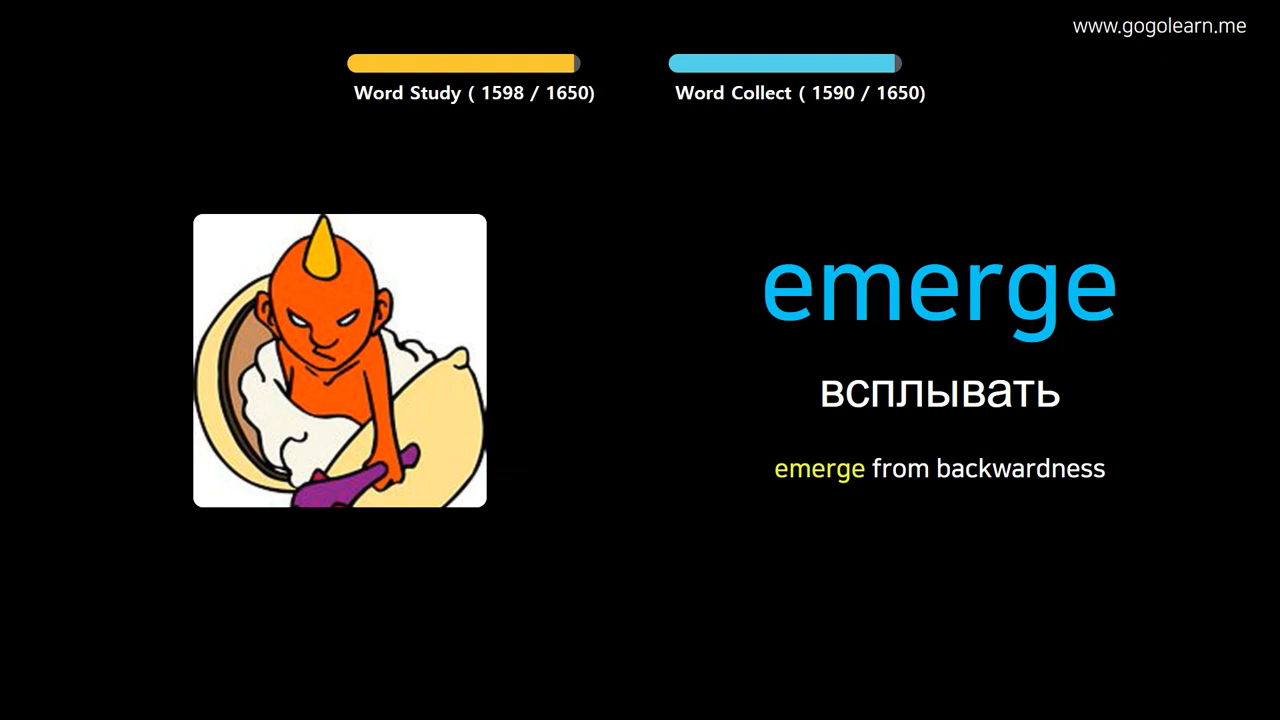 www.gogolearn.me
Word Study ( 1598 / 1650)
Word Collect ( 1590 / 1650)
emerge
всплывать
emerge from backwardness